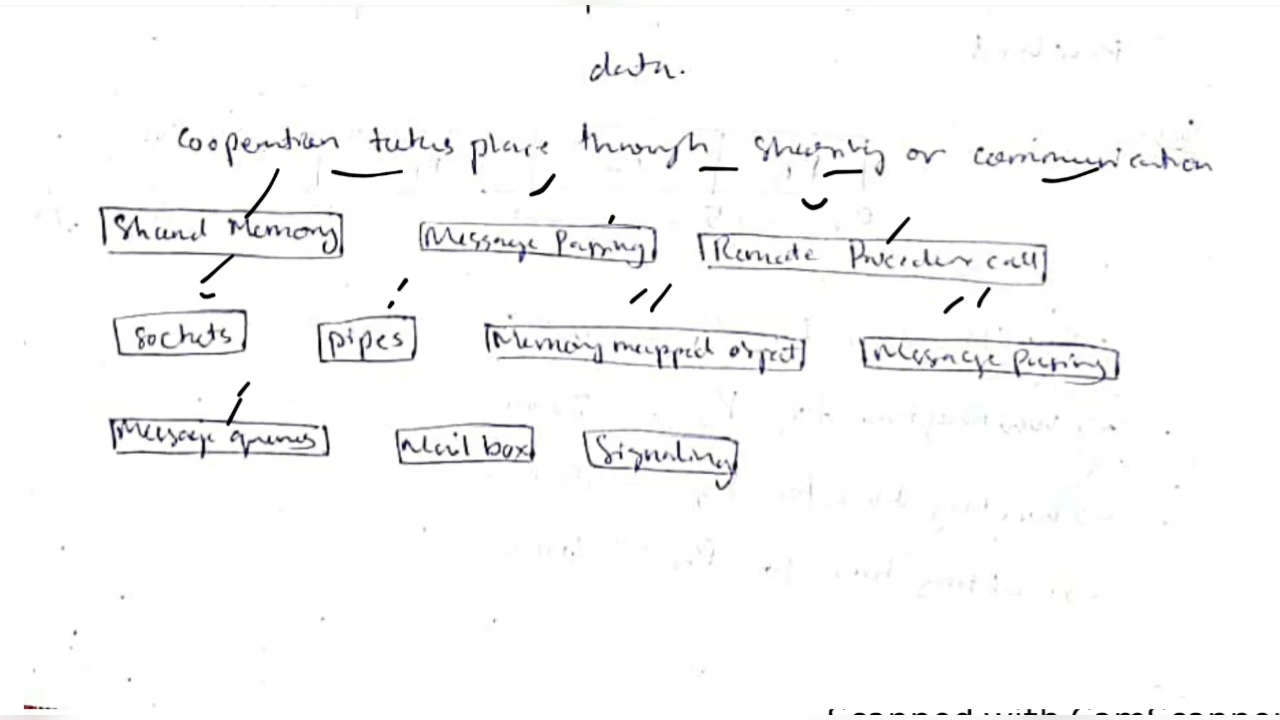 data.
Cooperation takes place through sharing or communication
Shared Memory Message Passing Remote Procedure call
Sockets pipes Memory mapped object Message passing
Message queues Mail box Signaling